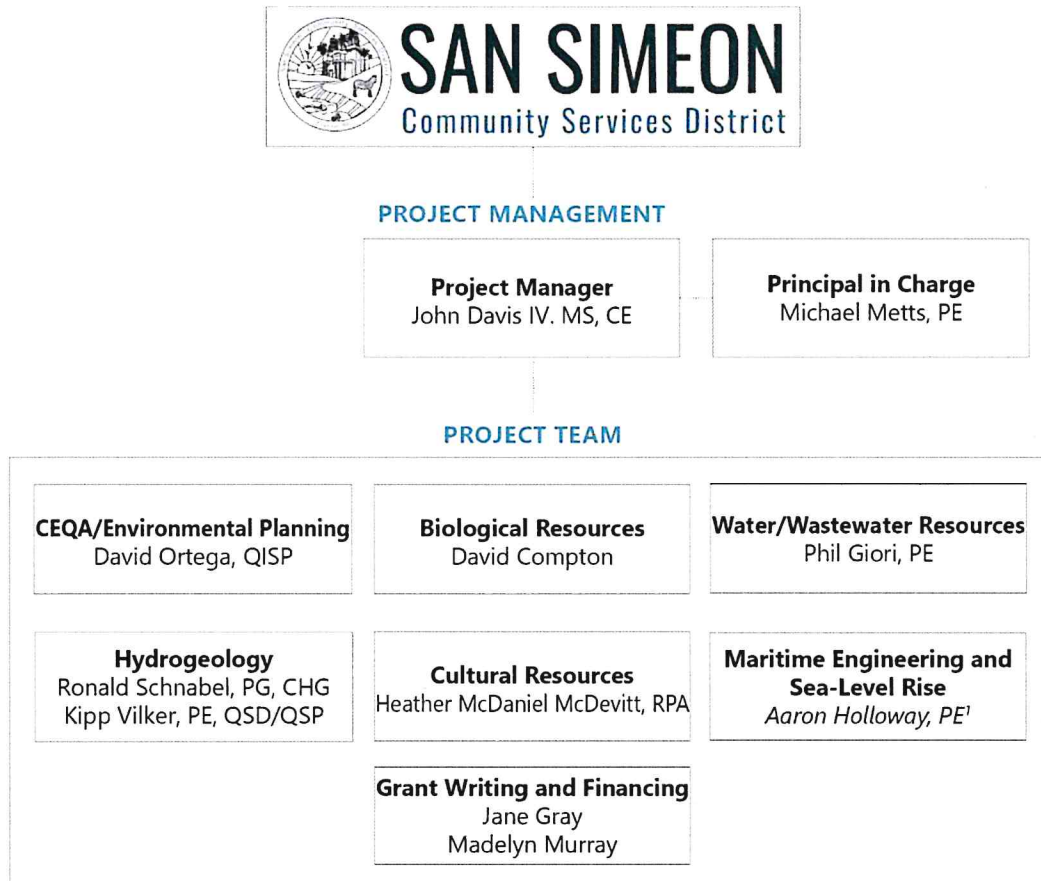 SAN SIMEON
Community Services District
PROJECT MANAGEMENT
Project Manager
John Davis IV. MS, CE
Principal in Charge
Michael Metts, PE
PROJECT TEAM
CEQA/Environmental Planning
David Ortega, QISP
Biological Resources
David Compton
Water/Wastewater Resources
Phil Giori, PE
Hydrogeology
Ronald Schnabel, PG, CHG
Kipp Vilker, PE, QSD/QSP
Cultural Resources
Heather McDaniel McDevitt, RPA
Maritime Engineering and
Sea-Level Rise
Aaron Holloway, PE¹
Grant Writing and Financing
Jane Gray
Madelyn Murray